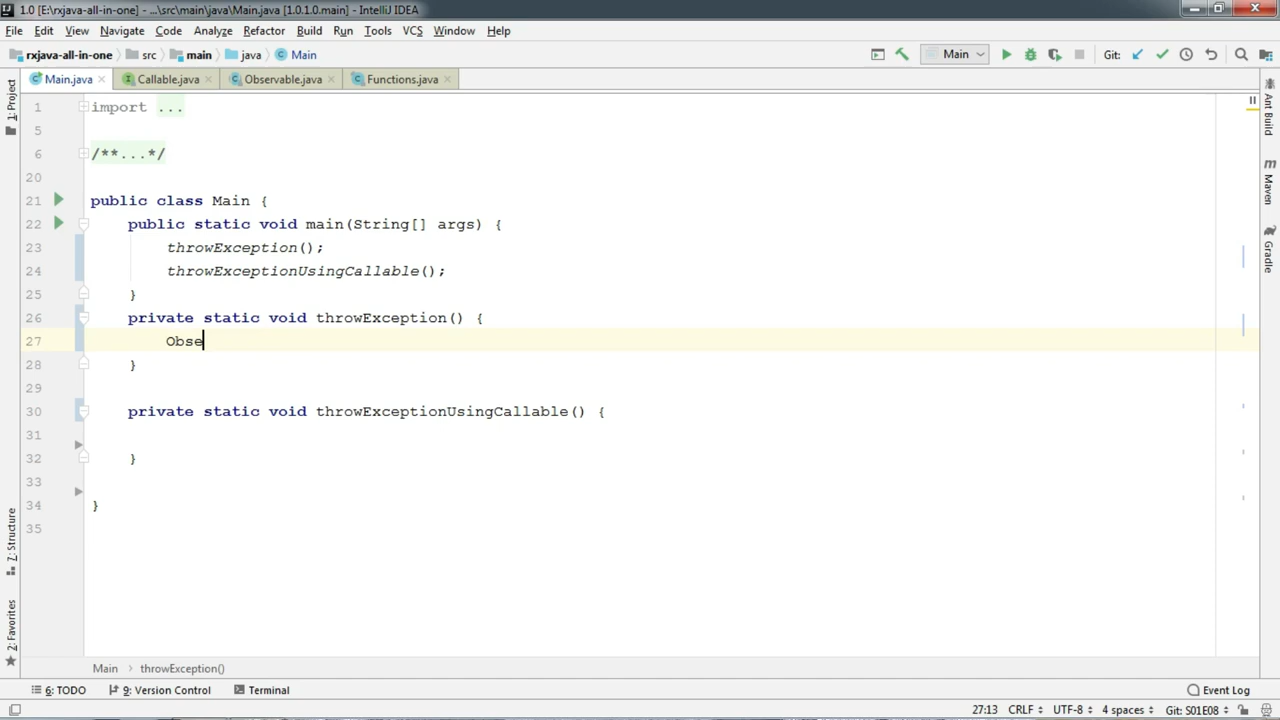 1.0 [E:\rxjava-all-in-one] - ...\src\main\java\Main.java [1.0.1.0.main] - IntelliJ IDEA
File Edit View Navigate Code Analyze Refactor Build Run Tools VCS Window Help
rxjava-all-in-one src main java Main Main Git:
Main.java Callable.java Observable.java Functions.java
1: Project
Ant Build
Maven
Gradle
7: Structure
2: Favorites
1 import ...
5
6 /**...*/
20
21 public class Main {
22 public static void main(String[] args) {
23 throwException();
24 throwExceptionUsingCallable();
25 }
26 private static void throwException() {
27 Obse
28 }
29
30 private static void throwExceptionUsingCallable() {
31
32 }
33
34 }
35
Main throwException()
6: TODO 9: Version Control Terminal Event Log
27:13 CRLF UTF-8 4 spaces Git: S01E08